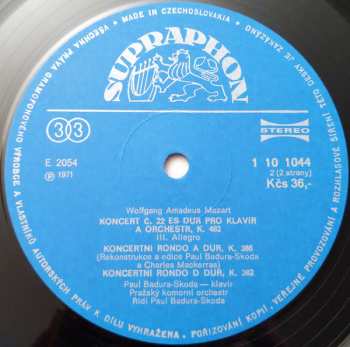 MADE IN CZECHOSLOVAKIA • VŠECHNA PRÁVA GRAMOFONOVÉHO VÝROBCE A VLASTNÍKŮ AUTORSKÝCH PRÁV K DÍLU VYHRAŽENA. POŘIZOVÁNÍ KOPIÍ, VEŘEJNÉ PROVOZOVÁNÍ A ROZHLASOVÉ ŠÍŘENÍ TÉTO DESKY JE ZAKÁZÁNO
SUPRAPHON
33
STEREO
E 2054
1 10 1044
℗ 1971
2 (2 strany)
Kčs 36,-
Wolfgang Amadeus Mozart
KONCERT Č. 22 ES DUR PRO KLAVÍR
A ORCHESTR, K. 482
III. Allegro
KONCERTNÍ RONDO A DUR, K. 386
(Rekonstrukce a edice Paul Badura-Skoda
a Charles Mackerras)
KONCERTNÍ RONDO D DUR, K. 382
Paul Badura-Skoda — klavír
Pražský komorní orchestr
Řídí Paul Badura-Skoda